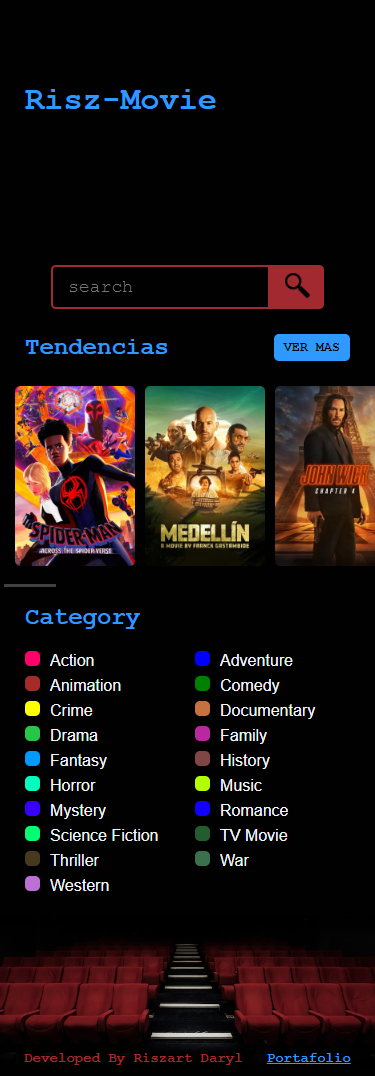 Risz-Movie
search
Tendencias
VER MAS
SPIDER-MAN
ACROSS THE SPIDER-VERSE
MEDELLÍN
A MOVIE BY FRANCK GASTAMBIDE
JOHN WICK
CHAPTER 4
Category
Action
Adventure
Animation
Comedy
Crime
Documentary
Drama
Family
Fantasy
History
Horror
Music
Mystery
Romance
Science Fiction
TV Movie
Thriller
War
Western
Developed By Riszart Daryl
Portafolio